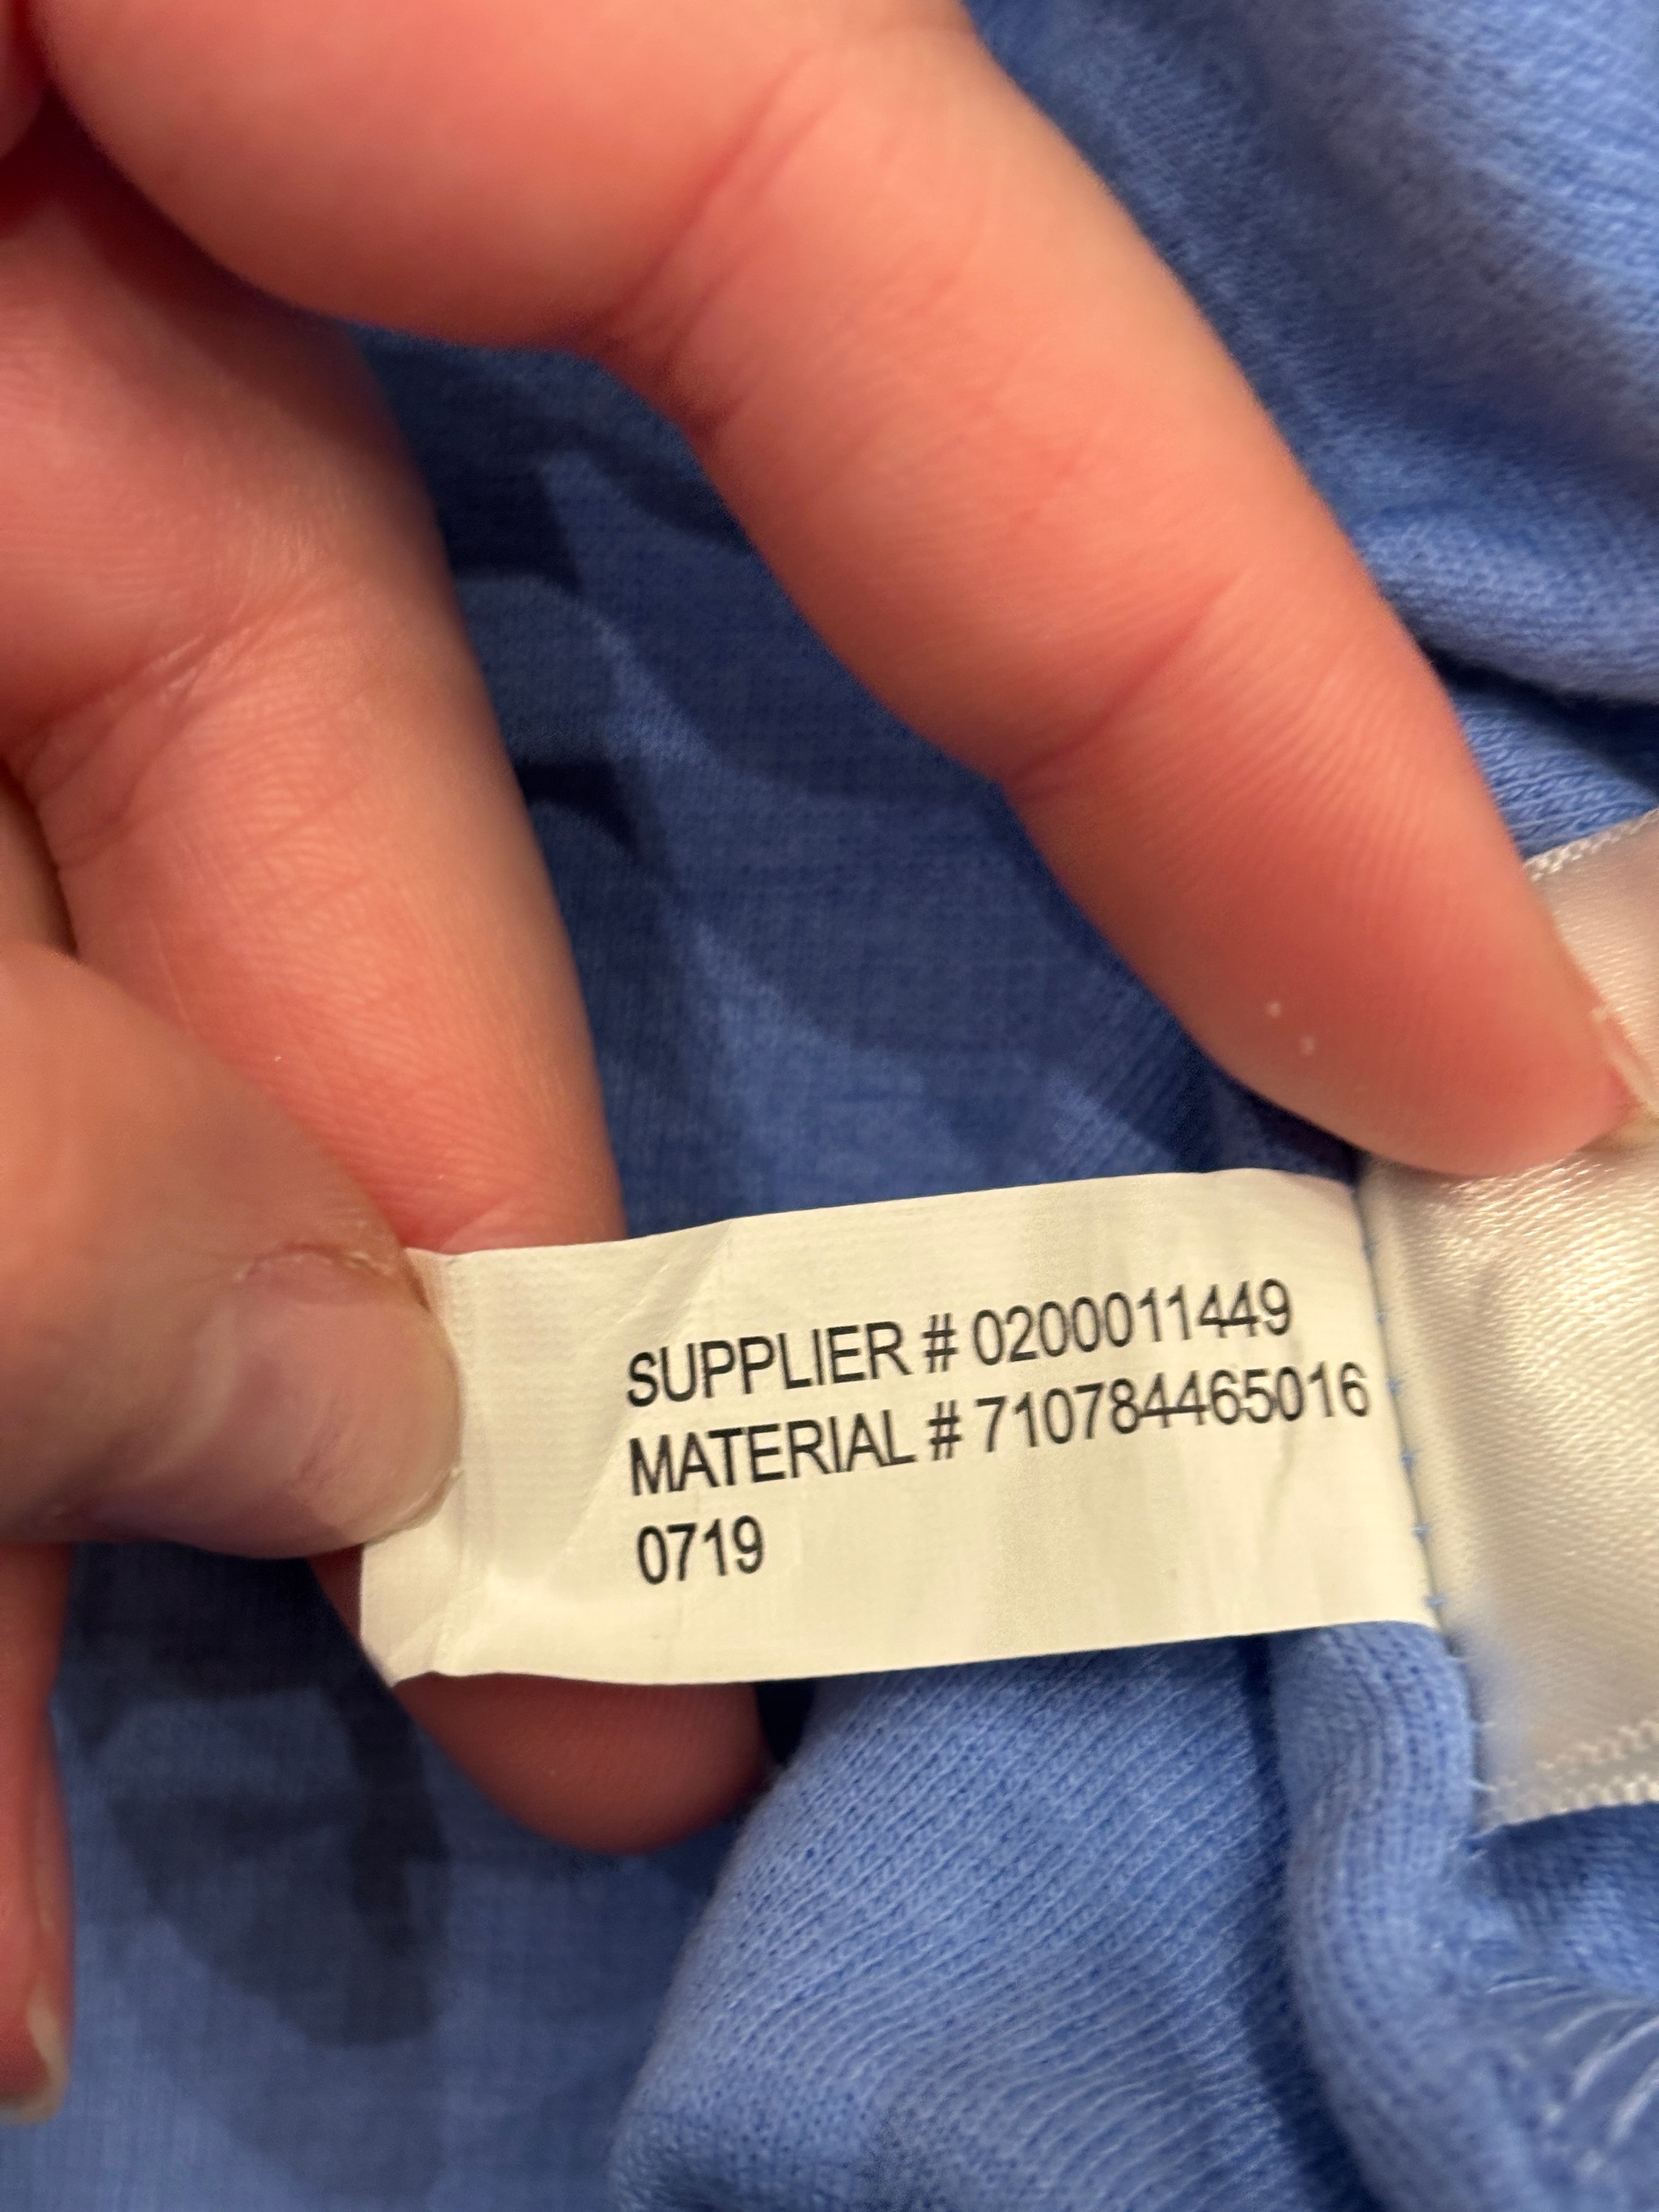 SUPPLIER # 0200011449
MATERIAL # 710784465016
0719